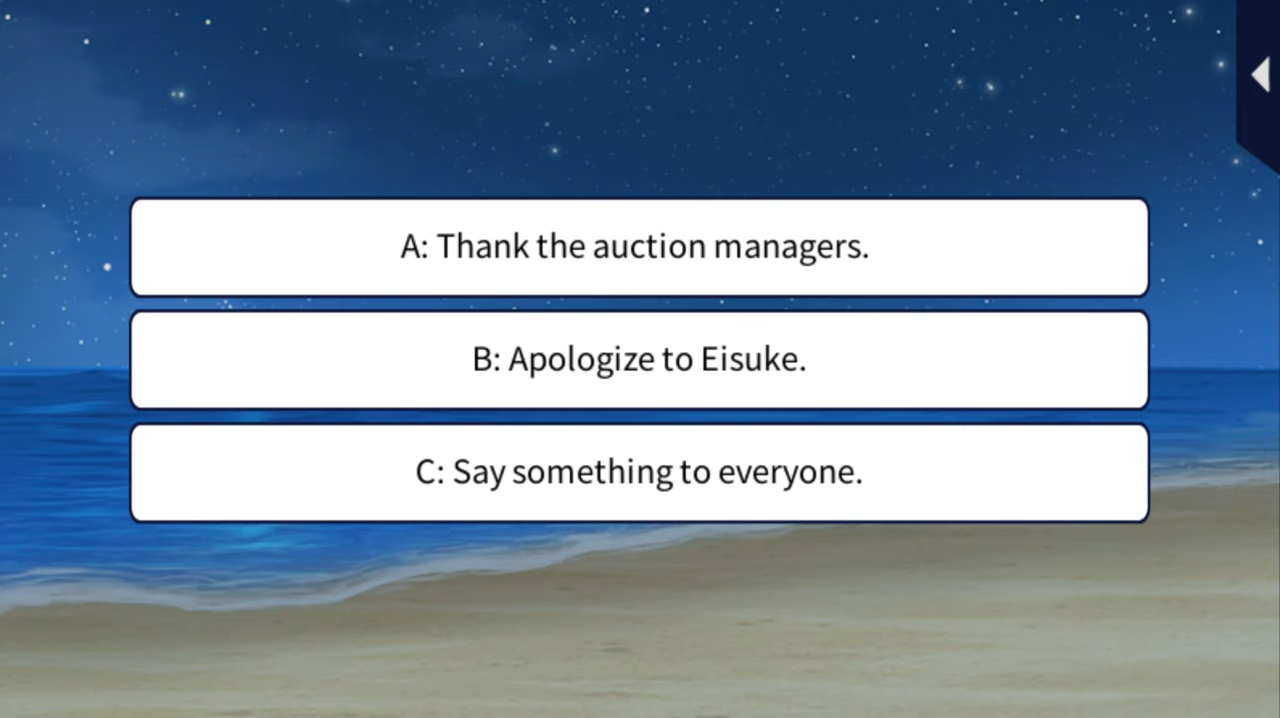 A: Thank the auction managers.
B: Apologize to Eisuke.
C: Say something to everyone.